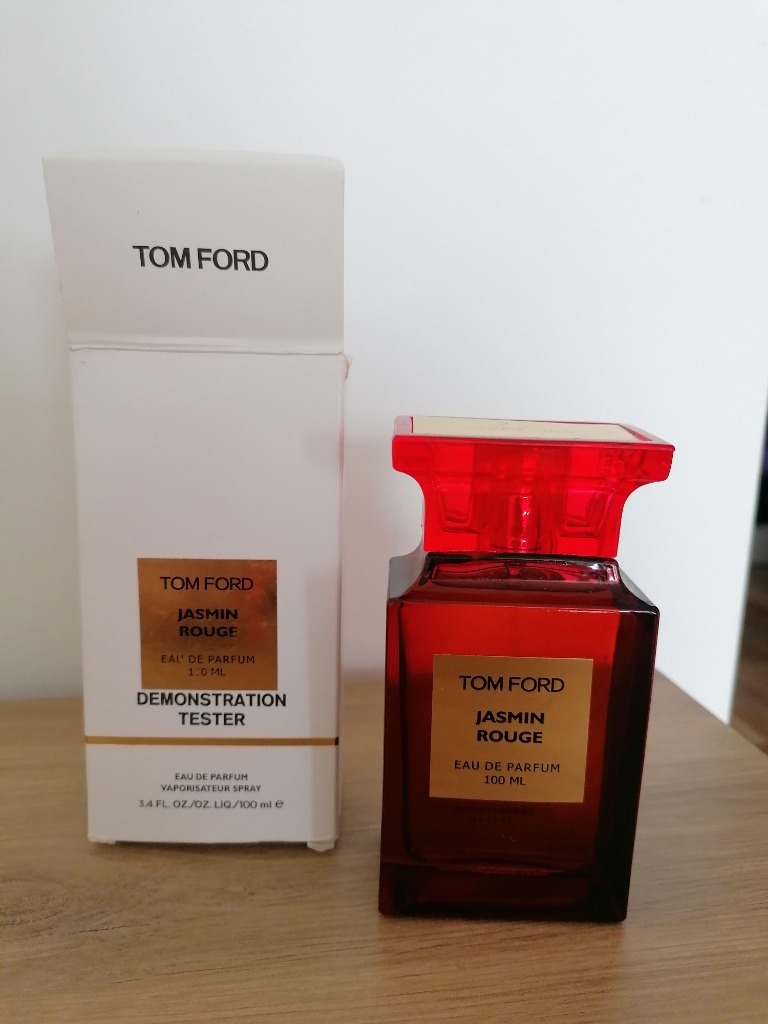 TOM FORD
TOM FORD
JASMIN
ROUGE
EAU DE PARFUM
1.0 ML
DEMONSTRATION
TESTER
EAU DE PARFUM
VAPORISATEUR SPRAY
3.4 FL. OZ./OZ. LIQ./100 ml e
TOM FORD
JASMIN
ROUGE
EAU DE PARFUM
100 ML